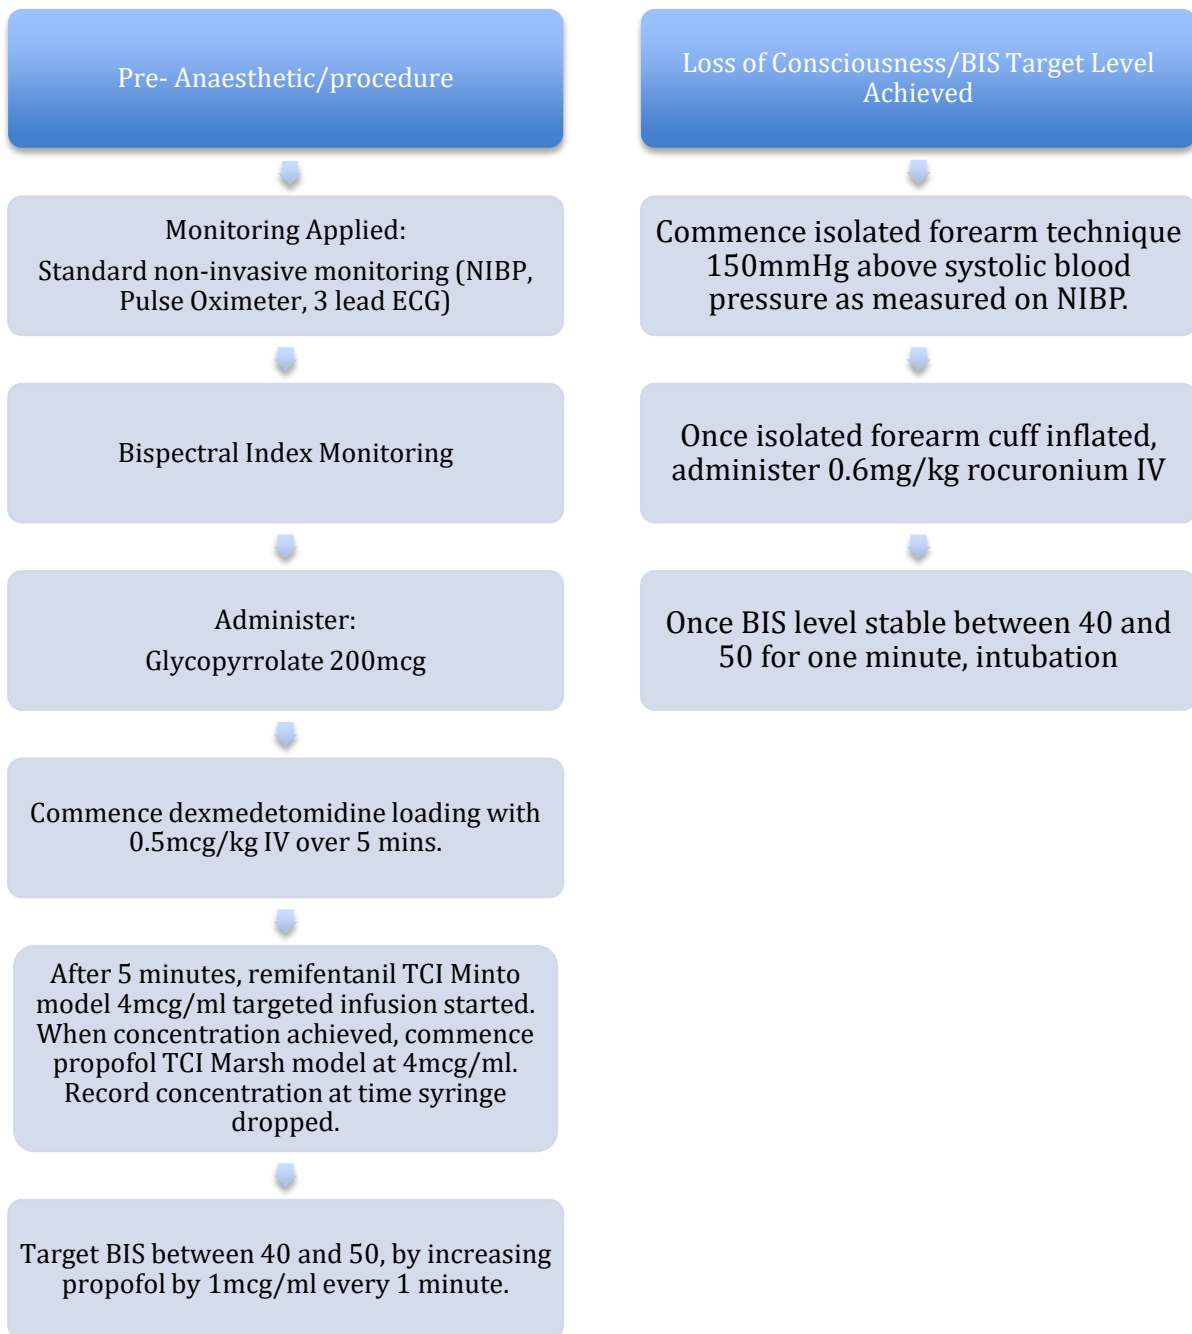 Pre- Anaesthetic/procedure
Monitoring Applied:
Standard non-invasive monitoring (NIBP,
Pulse Oximeter, 3 lead ECG)
Bispectral Index Monitoring
Administer:
Glycopyrrolate 200mcg
Commence dexmedetomidine loading with
0.5mcg/kg IV over 5 mins.
After 5 minutes, remifentanil TCI Minto
model 4mcg/ml targeted infusion started.
When concentration achieved, commence
propofol TCI Marsh model at 4mcg/ml.
Record concentration at time syringe
dropped.
Target BIS between 40 and 50, by increasing
propofol by 1mcg/ml every 1 minute.
Loss of Consciousness/BIS Target Level
Achieved
Commence isolated forearm technique
150mmHg above systolic blood
pressure as measured on NIBP.
Once isolated forearm cuff inflated,
administer 0.6mg/kg rocuronium IV
Once BIS level stable between 40 and
50 for one minute, intubation